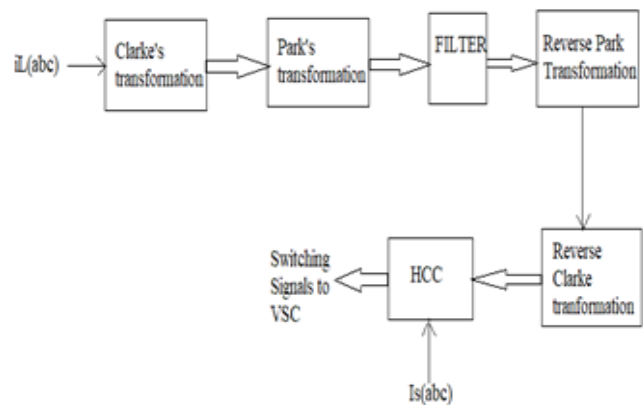 iL(abc)
Clarke's
transformation
Park's
transformation
FILTER
Reverse Park
Transformation
Reverse
Clarke
tranformation
HCC
Switching
Signals to
VSC
Is(abc)